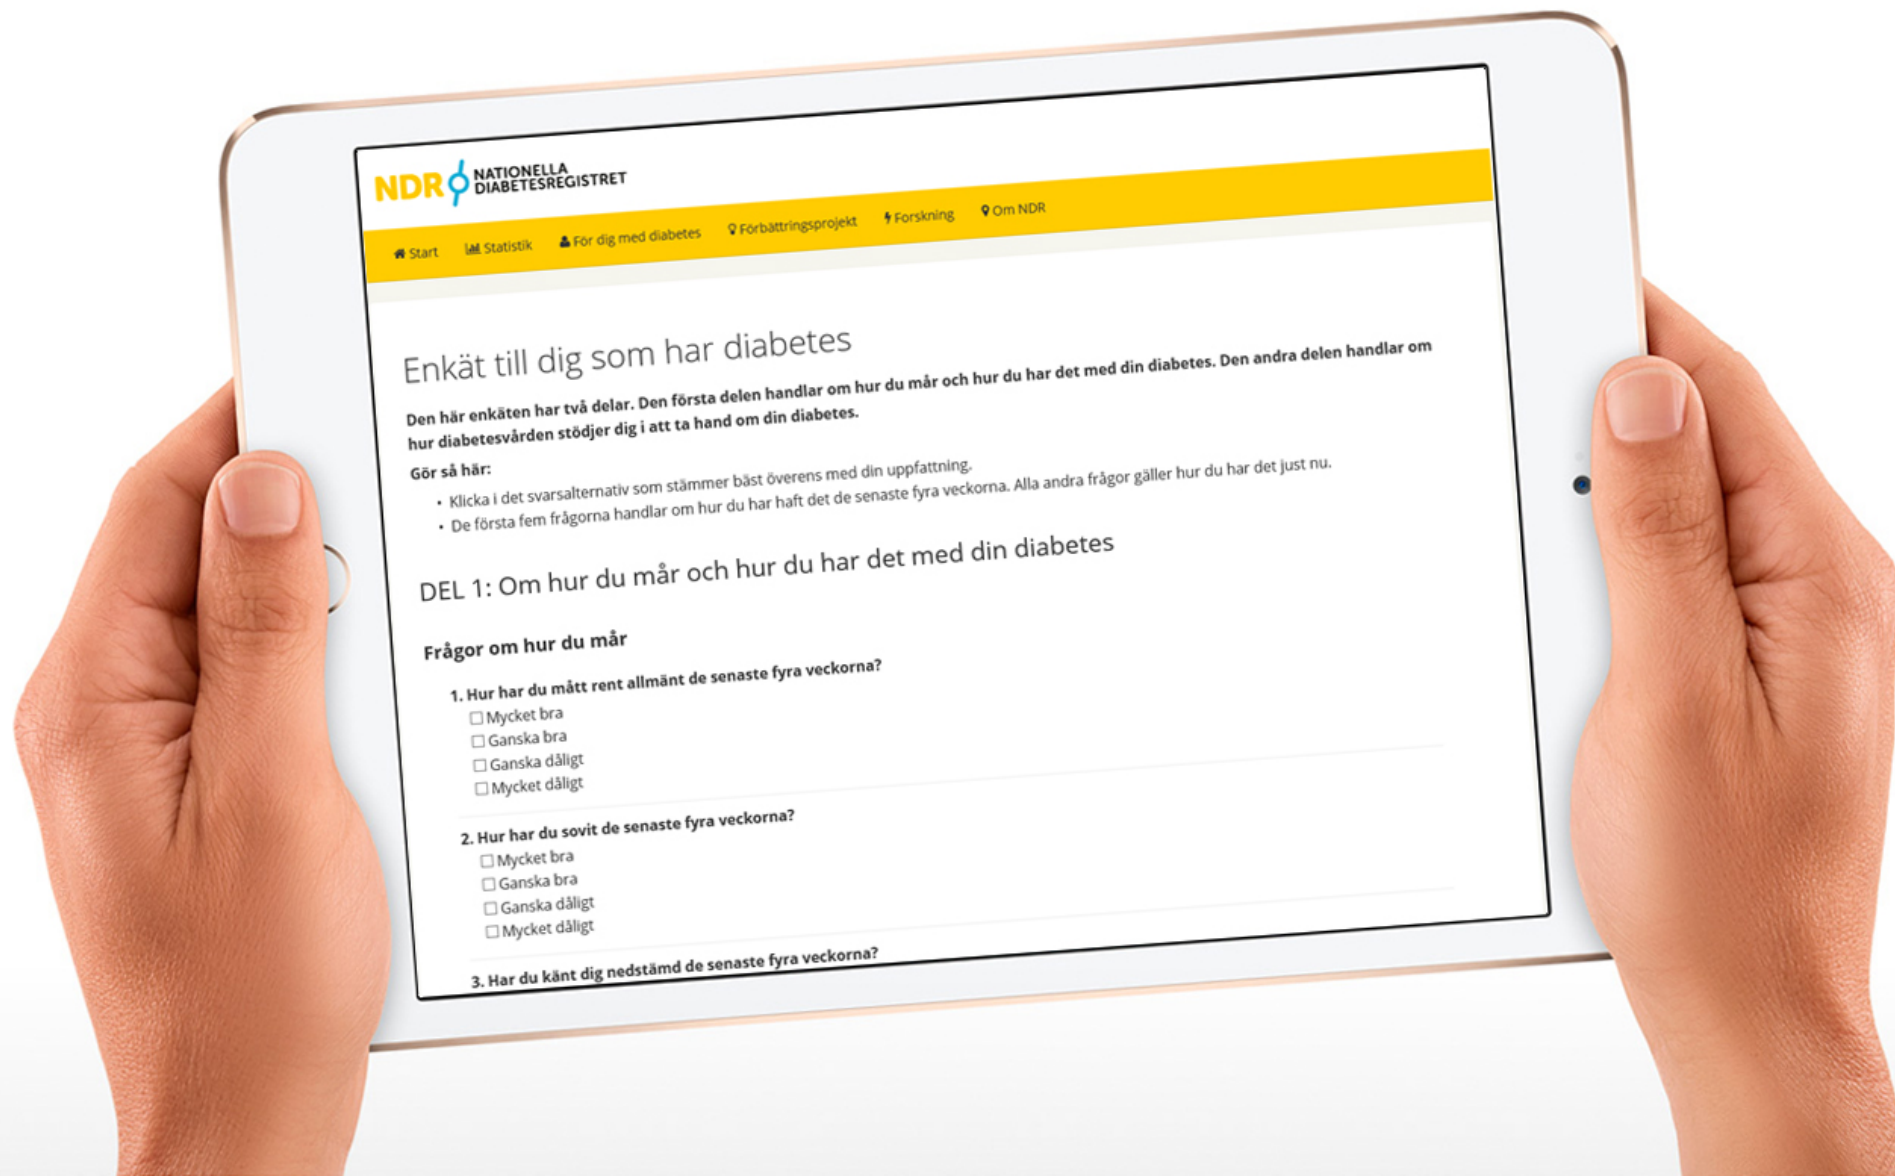 NDR NATIONELLA
DIABETESREGISTRET
Start Statistik För dig med diabetes Förbättringsprojekt Forskning Om NDR
Enkät till dig som har diabetes
Den här enkäten har två delar. Den första delen handlar om hur du mår och hur du har det med din diabetes. Den andra delen handlar om
hur diabetesvården stödjer dig i att ta hand om din diabetes.
Gör så här:
• Klicka i det svarsalternativ som stämmer bäst överens med din uppfattning.
• De första fem frågorna handlar om hur du har haft det de senaste fyra veckorna. Alla andra frågor gäller hur du har det just nu.
DEL 1: Om hur du mår och hur du har det med din diabetes
Frågor om hur du mår
1. Hur har du mått rent allmänt de senaste fyra veckorna?
☐ Mycket bra
☐ Ganska bra
☐ Ganska dåligt
☐ Mycket dåligt
2. Hur har du sovit de senaste fyra veckorna?
☐ Mycket bra
☐ Ganska bra
☐ Ganska dåligt
☐ Mycket dåligt
3. Har du känt dig nedstämd de senaste fyra veckorna?